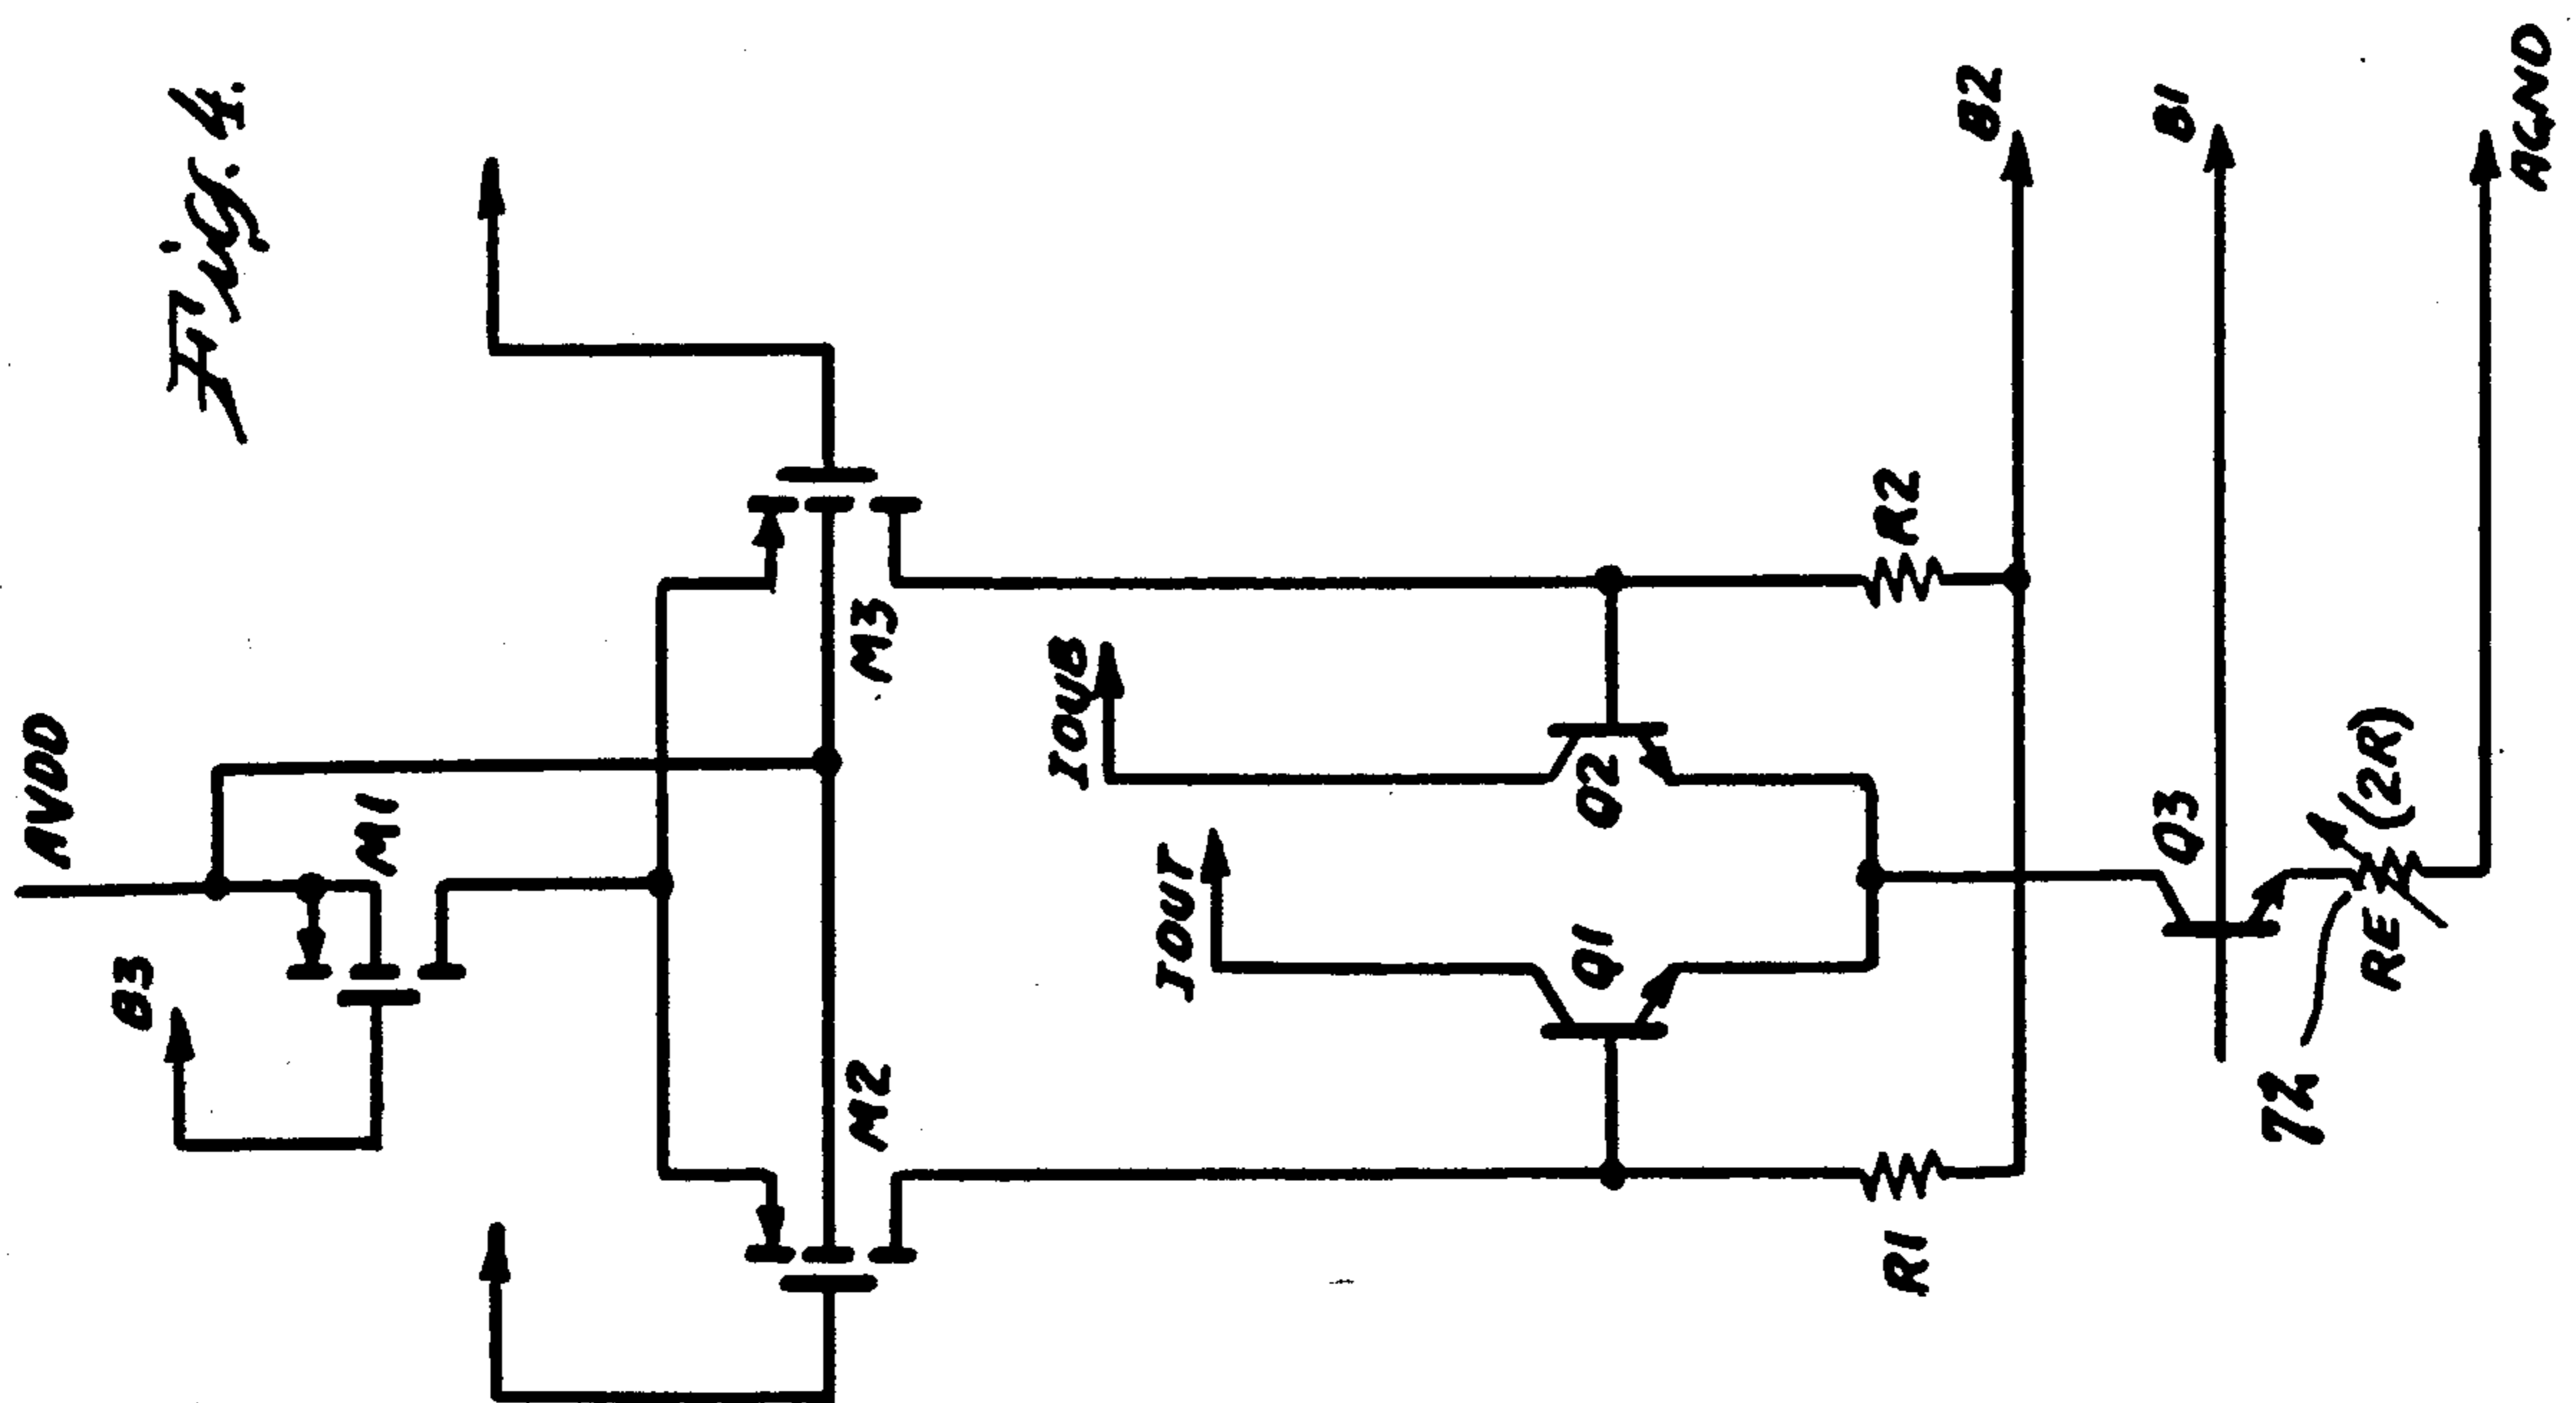 Fig. 4.
AVDD
B3
M1
M2
M3
IOUT
IOUB
Q1
Q2
R1
R2
B2
Q3
B1
72
RE (2R)
AGND